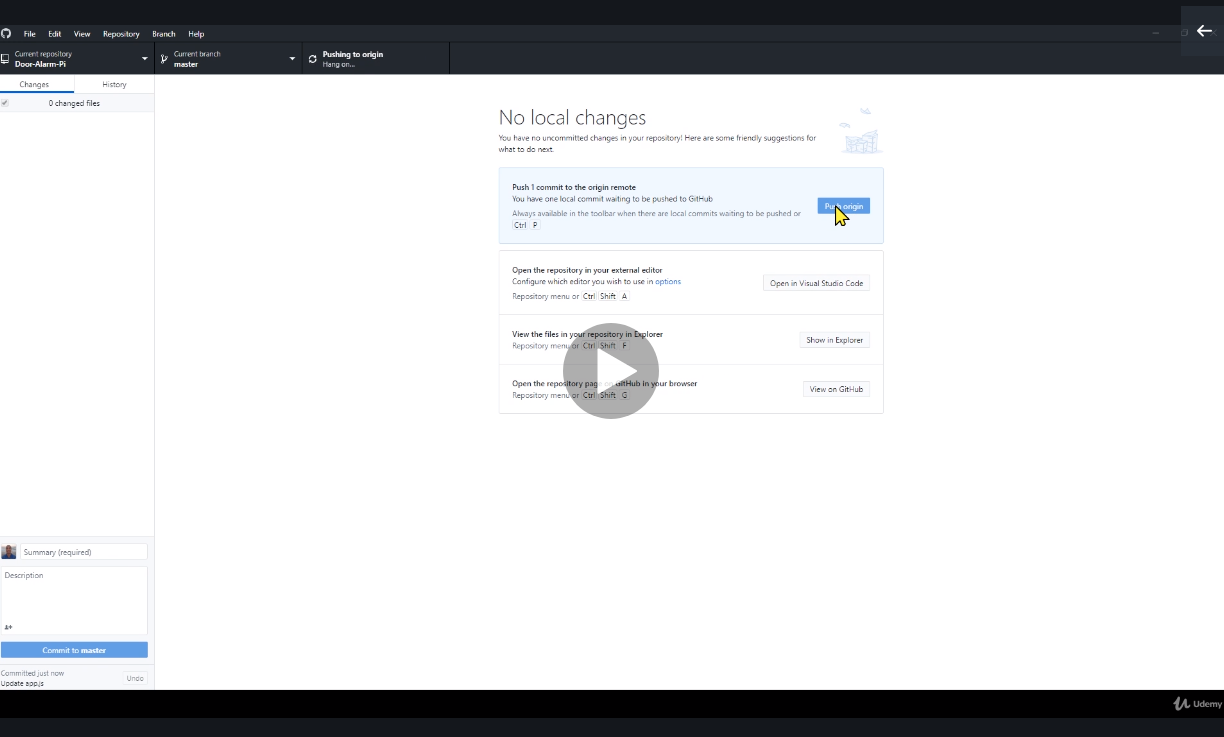 File Edit View Repository Branch Help
Current repository
Door-Alarm-Pi
Current branch
master
Pushing to origin
Hang on...
Changes
History
0 changed files
No local changes
You have no uncommitted changes in your repository! Here are some friendly suggestions for
what to do next.
Push 1 commit to the origin remote
You have one local commit waiting to be pushed to GitHub
Always available in the toolbar when there are local commits waiting to be pushed or
Ctrl P
Push origin
Open the repository in your external editor
Configure which editor you wish to use in options
Repository menu or Ctrl Shift A
Open in Visual Studio Code
View the files in your repository in Explorer
Repository menu or Ctrl Shift F
Show in Explorer
Open the repository page on GitHub in your browser
Repository menu or Ctrl Shift G
View on GitHub
Summary (required)
Description
Commit to master
Committed just now
Update app.js
Undo
Udemy